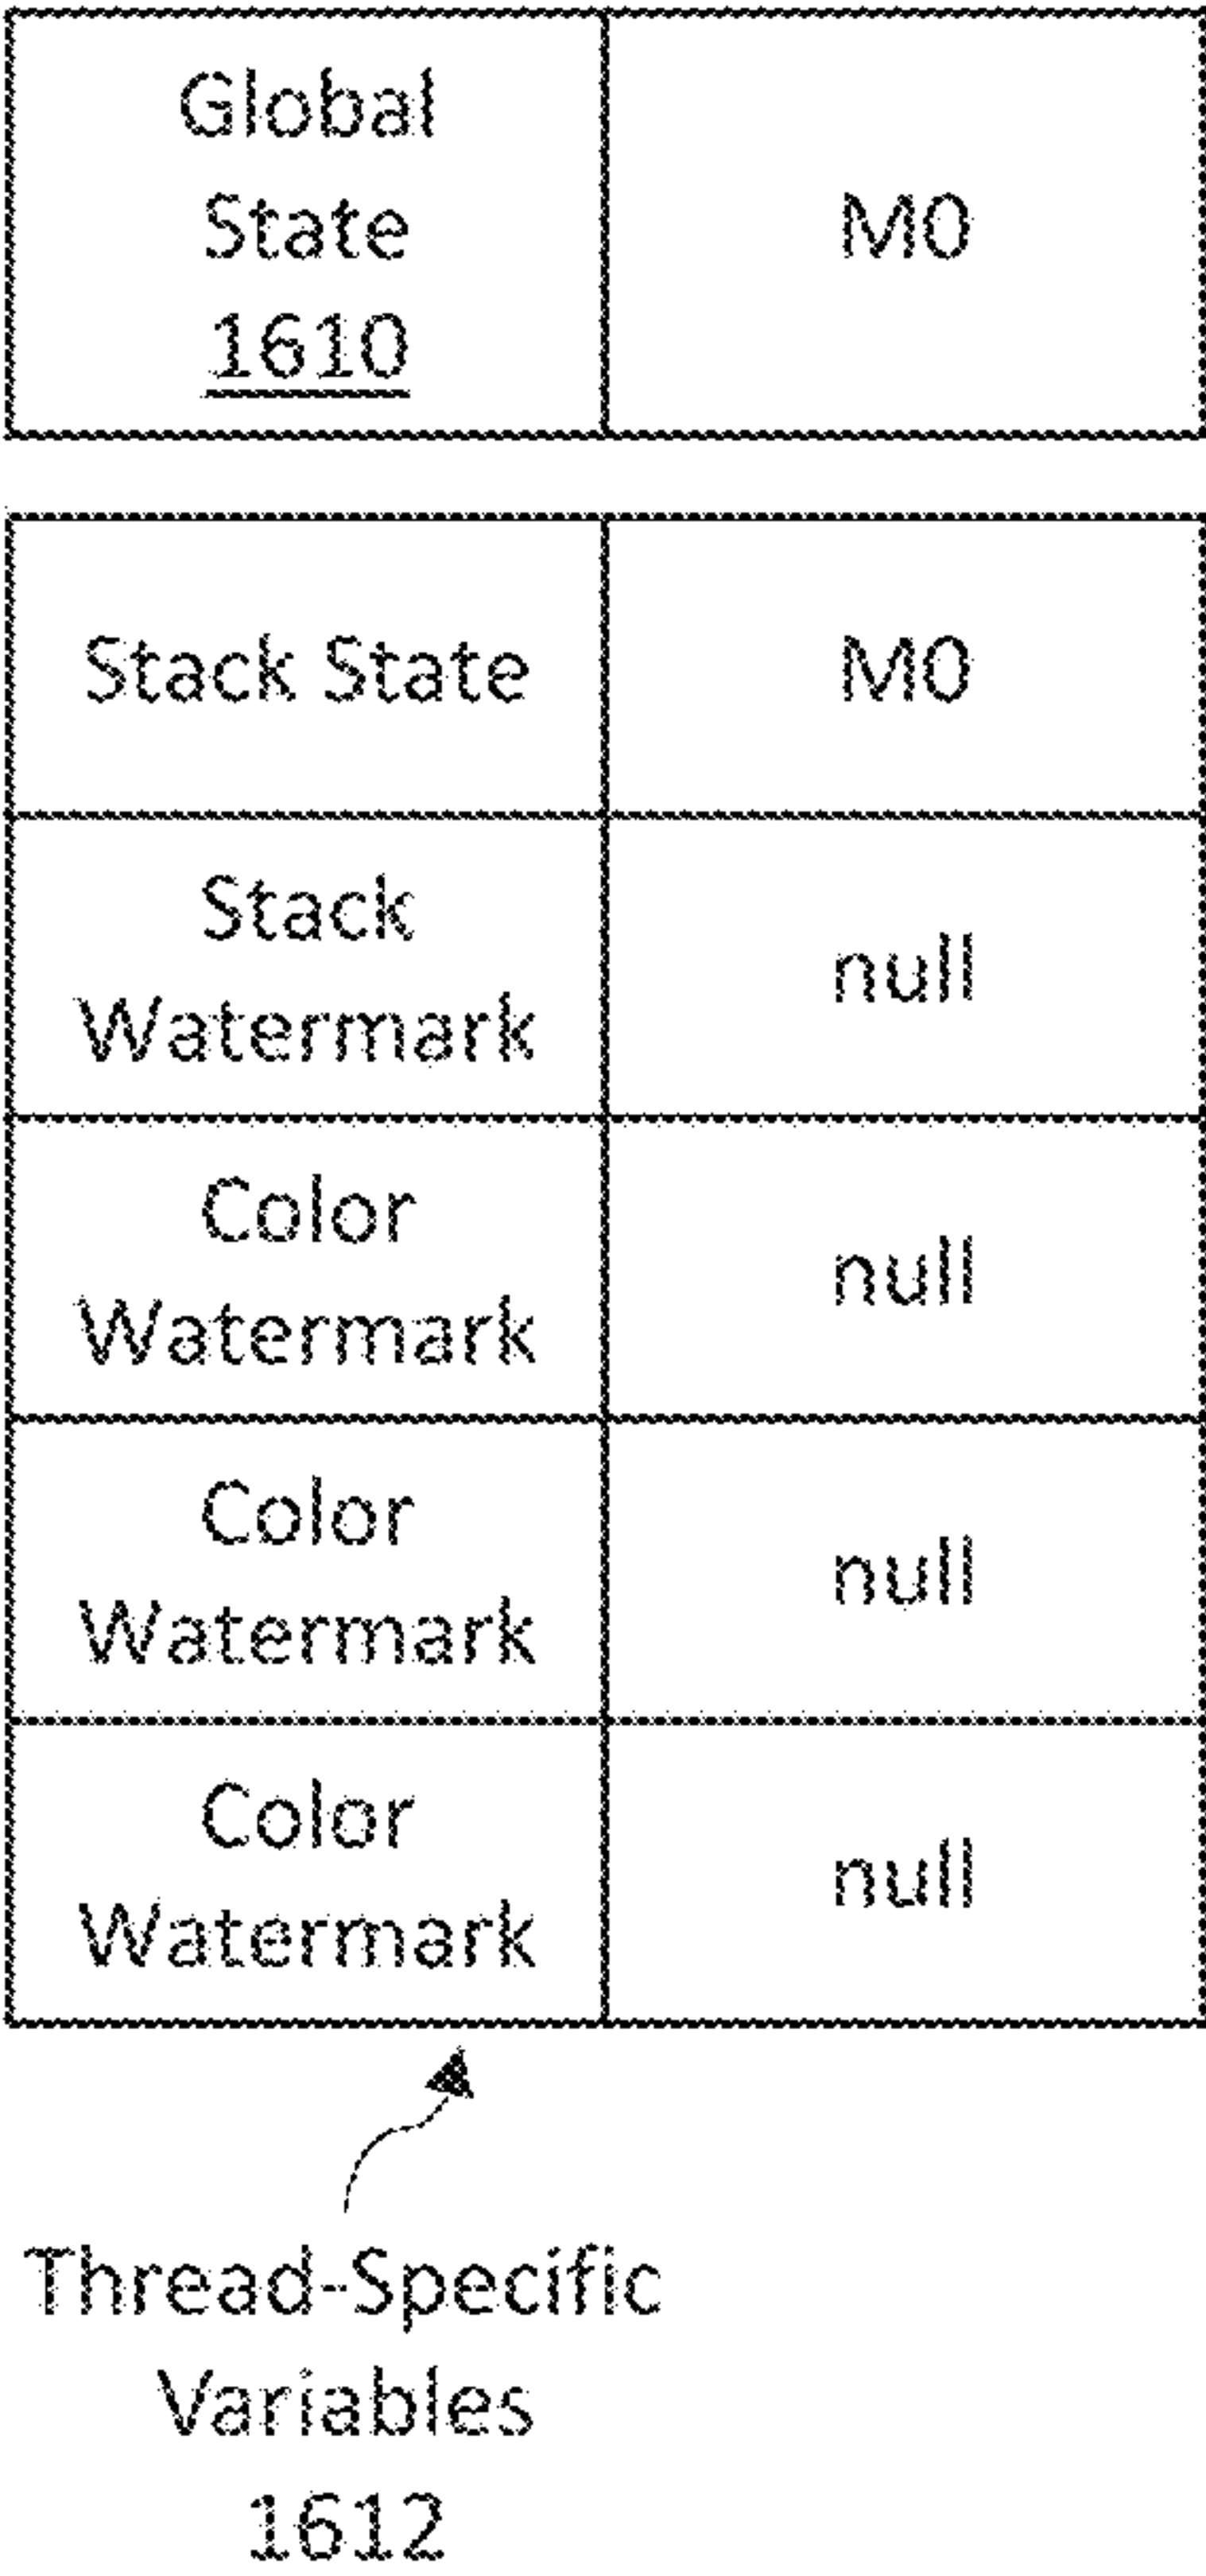 Global
State
1610
M0
Stack State
M0
Stack
Watermark
null
Color
Watermark
null
Color
Watermark
null
Color
Watermark
null
Thread-Specific
Variables
1612